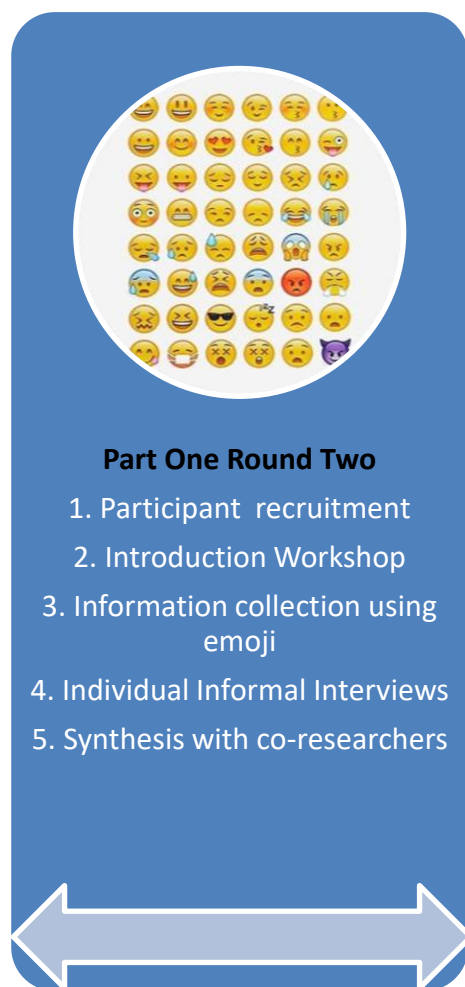 Part One Round Two
1. Participant  recruitment
2. Introduction Workshop
3. Information collection using
emoji
4. Individual Informal Interviews
5. Synthesis with co-researchers